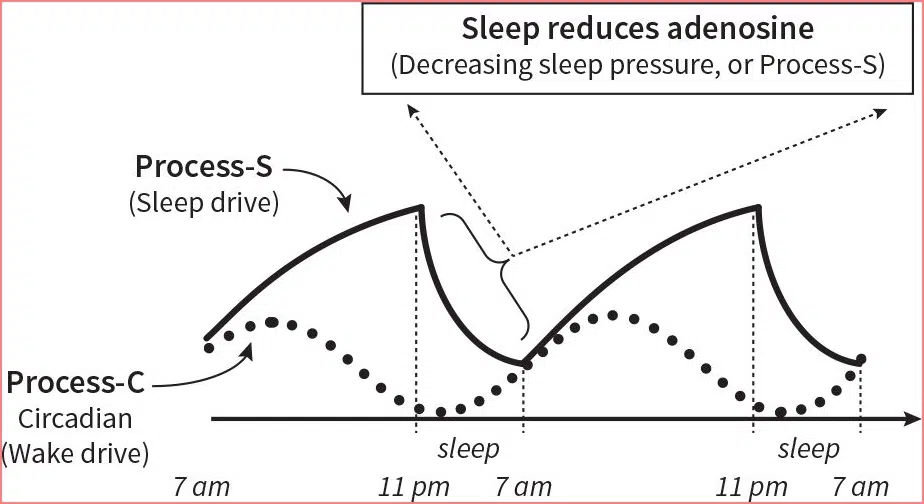 Sleep reduces adenosine
(Decreasing sleep pressure, or Process-S)
Process-S
(Sleep drive)
Process-C
Circadian
(Wake drive)
sleep
sleep
7 am
11 pm
7 am
11 pm
7 am